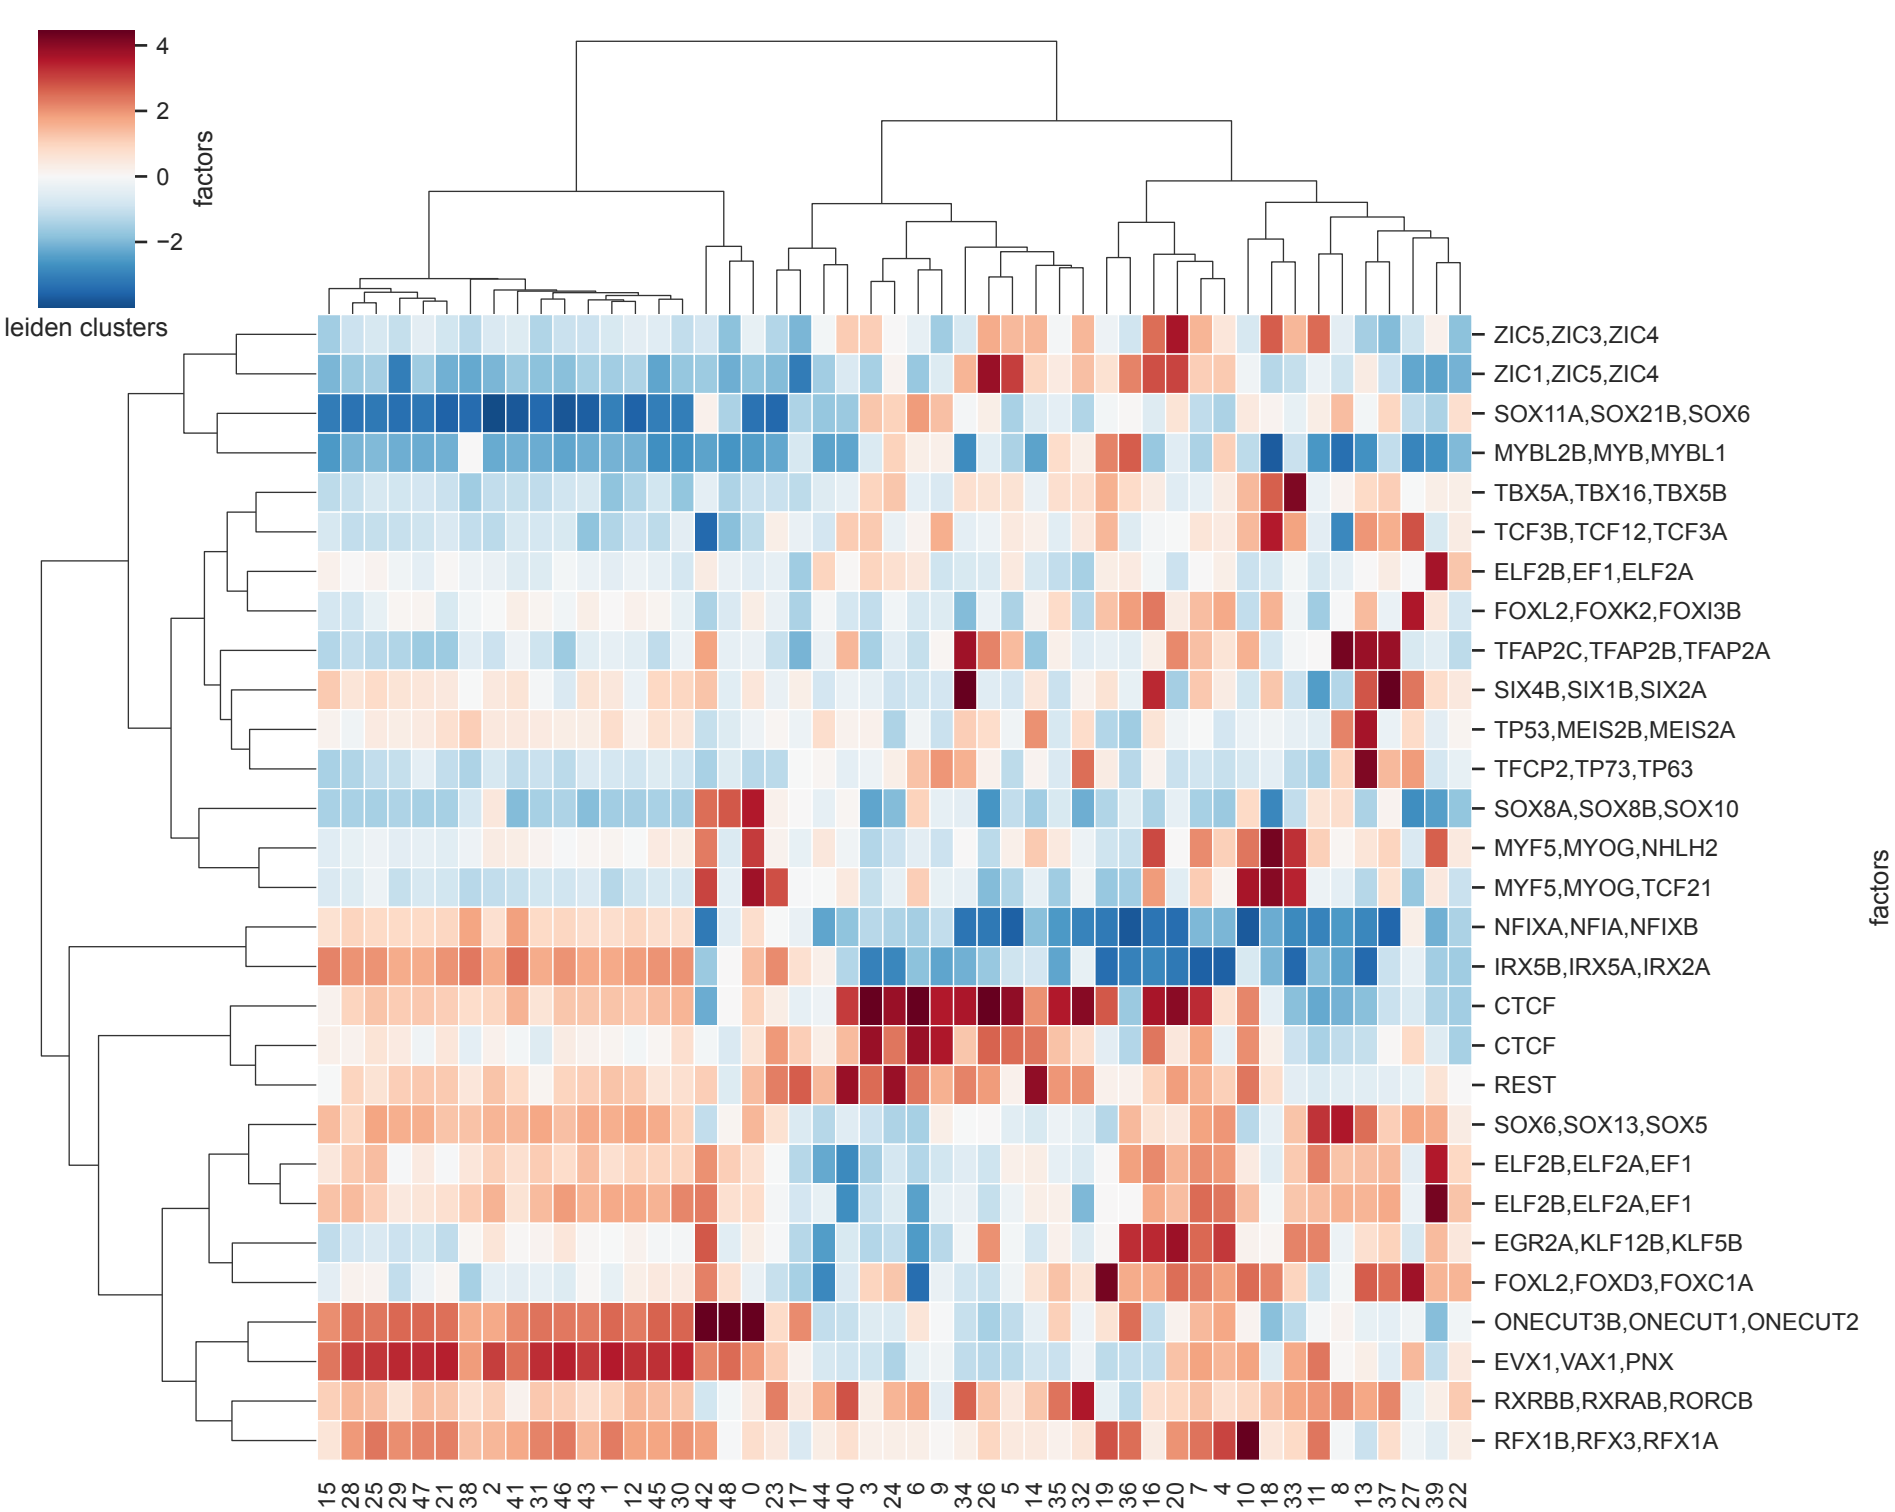 4
2
0
−2
factors
leiden clusters
ZIC5,ZIC3,ZIC4
ZIC1,ZIC5,ZIC4
SOX11A,SOX21B,SOX6
MYBL2B,MYB,MYBL1
TBX5A,TBX16,TBX5B
TCF3B,TCF12,TCF3A
ELF2B,EF1,ELF2A
FOXL2,FOXK2,FOXI3B
TFAP2C,TFAP2B,TFAP2A
SIX4B,SIX1B,SIX2A
TP53,MEIS2B,MEIS2A
TFCP2,TP73,TP63
SOX8A,SOX8B,SOX10
MYF5,MYOG,NHLH2
MYF5,MYOG,TCF21
NFIXA,NFIA,NFIXB
IRX5B,IRX5A,IRX2A
CTCF
CTCF
REST
SOX6,SOX13,SOX5
ELF2B,ELF2A,EF1
ELF2B,ELF2A,EF1
EGR2A,KLF12B,KLF5B
FOXL2,FOXD3,FOXC1A
ONECUT3B,ONECUT1,ONECUT2
EVX1,VAX1,PNX
RXRBB,RXRAB,RORCB
RFX1B,RFX3,RFX1A
factors
15 28 25 29 47 21 38 2 41 31 46 43 1 12 45 30 42 48 0 23 17 44 40 3 24 6 9 34 26 5 14 35 32 19 36 16 20 7 4 10 18 33 11 8 13 37 27 39 22